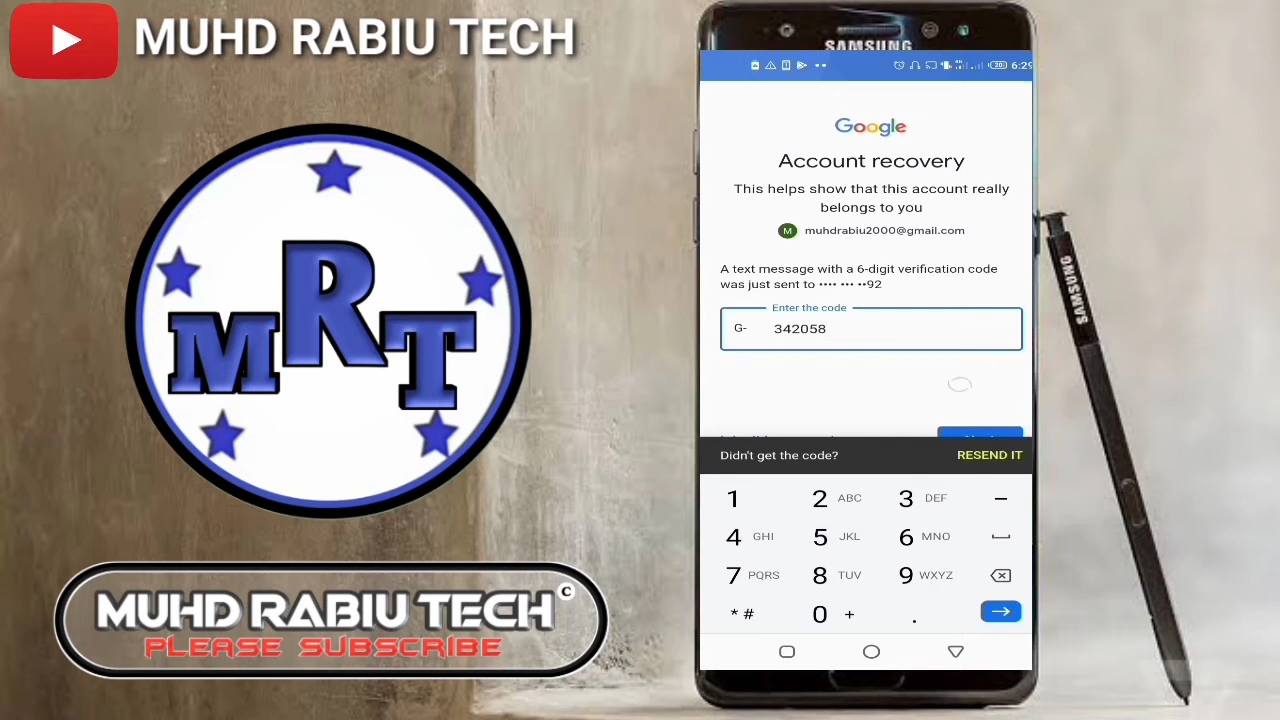 MUHD RABIU TECH
MRT
MUHD RABIU TECH ©
PLEASE SUBSCRIBE
SAMSUNG
20 6:29
Google
Account recovery
This helps show that this account really
belongs to you
M muhdrabiu2000@gmail.com
A text message with a 6-digit verification code
was just sent to •••• ••• ••92
Enter the code
G- 342058
Didn't get the code? RESEND IT
1 2 ABC 3 DEF –
4 GHI 5 JKL 6 MNO
7 PQRS 8 TUV 9 WXYZ
* # 0 + .
SAMSUNG